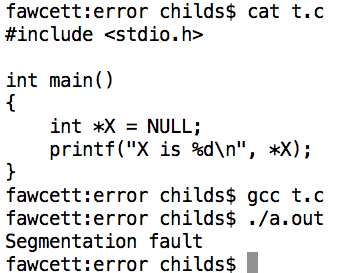 fawcett:error childs$ cat t.c
#include <stdio.h>

int main()
{
    int *X = NULL;
    printf("X is %d\n", *X);
}
fawcett:error childs$ gcc t.c
fawcett:error childs$ ./a.out
Segmentation fault
fawcett:error childs$